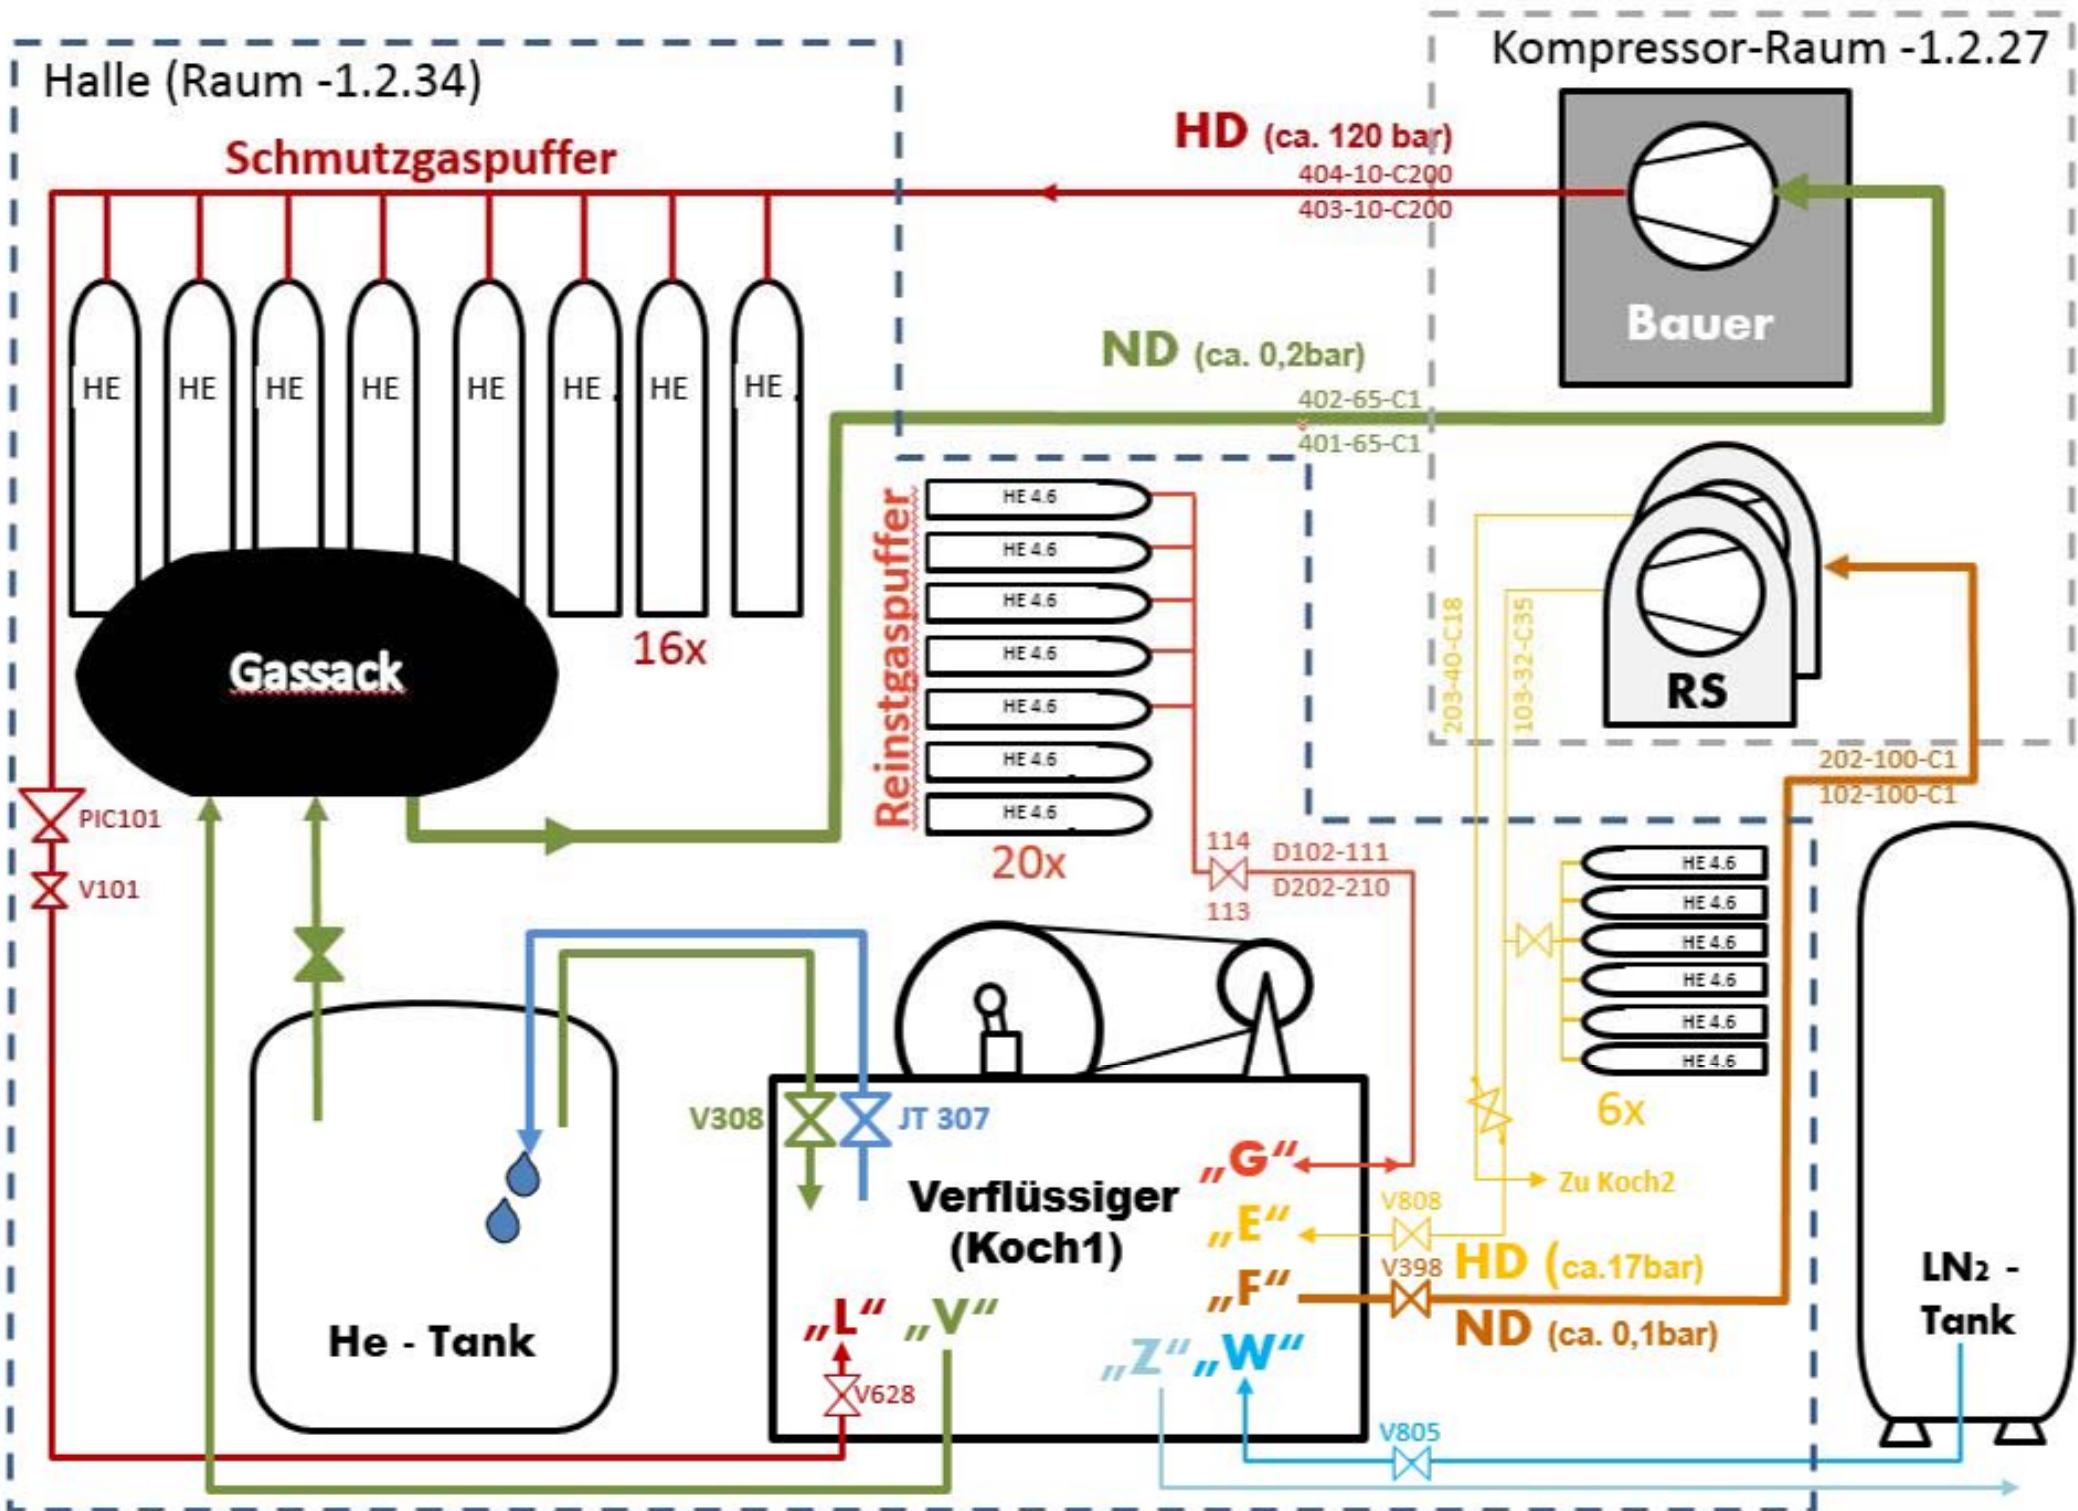 Halle (Raum -1.2.34)
Kompressor-Raum -1.2.27
Schmutzgaspuffer
HD (ca. 120 bar)
404-10-C200
403-10-C200
Bauer
HE
HE
HE
HE
HE
HE .
HE
HE .
ND (ca. 0,2bar)
402-65-C1
401-65-C1
16x
Gassack
Reinstgaspuffer
HE 4.6
HE 4.6
HE 4.6
HE 4.6
HE 4.6
HE 4.6
HE 4.6
20x
203-40-C18
103-32-C35
RS
202-100-C1
102-100-C1
PIC101
V101
114
113
D102-111
D202-210
HE 4.6
HE 4.6
HE 4.6
HE 4.6
HE 4.6
HE 4.6
6x
V308
JT 307
„G“
Zu Koch2
Verflüssiger
(Koch1)
„E“
V808
HD (ca.17bar)
„F“
V398
ND (ca. 0,1bar)
LN₂ -
Tank
He - Tank
„L“
„V“
„Z“
„W“
V628
V805